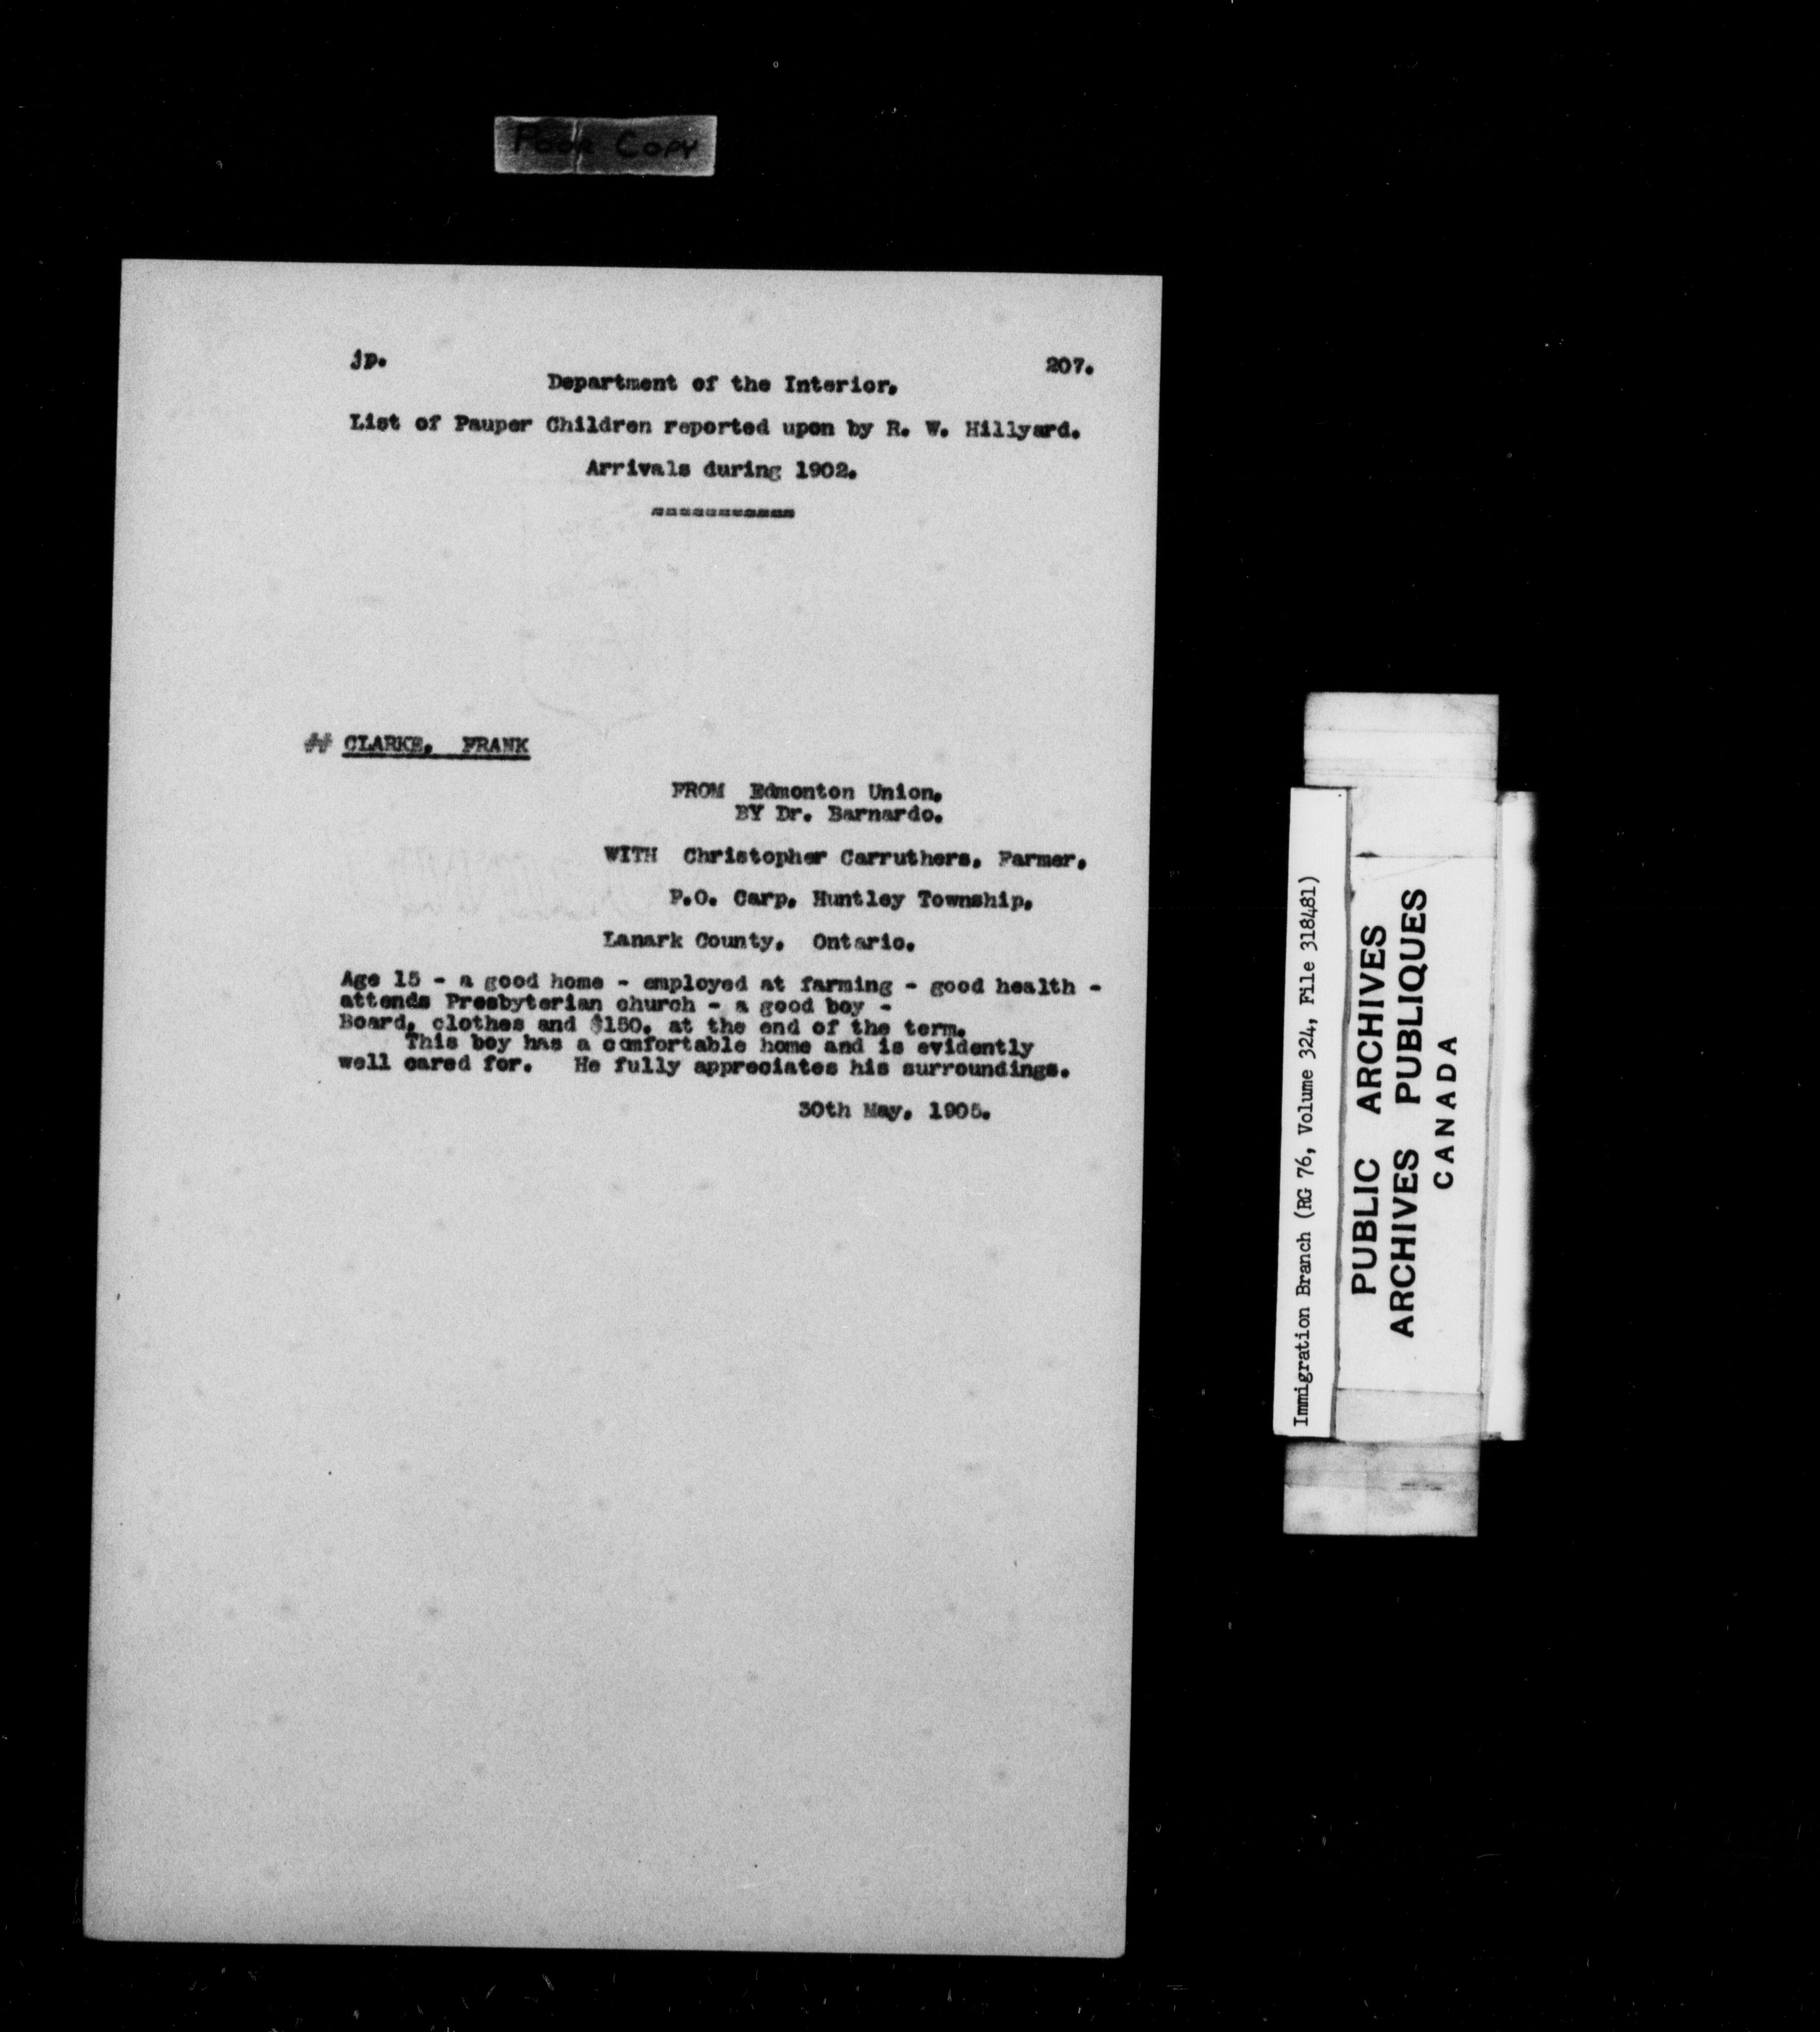 Poor Copy
jp. 207.
Department of the Interior.
List of Pauper Children reported upon by R. W. Hillyard.
Arrivals during 1902.
## CLARKE, FRANK
FROM Edmonton Union.
BY Dr. Barnardo.
WITH Christopher Carruthers, Farmer.
P.O. Carp, Huntley Township,
Lanark County, Ontario.
Age 15 - a good home - employed at farming - good health -
attends Presbyterian church - a good boy -
Board, clothes and $150. at the end of the term.
This boy has a comfortable home and is evidently
well cared for. He fully appreciates his surroundings.
30th May, 1905.
Immigration Branch (RG 76, Volume 324, File 318481)
PUBLIC ARCHIVES
ARCHIVES PUBLIQUES
CANADA